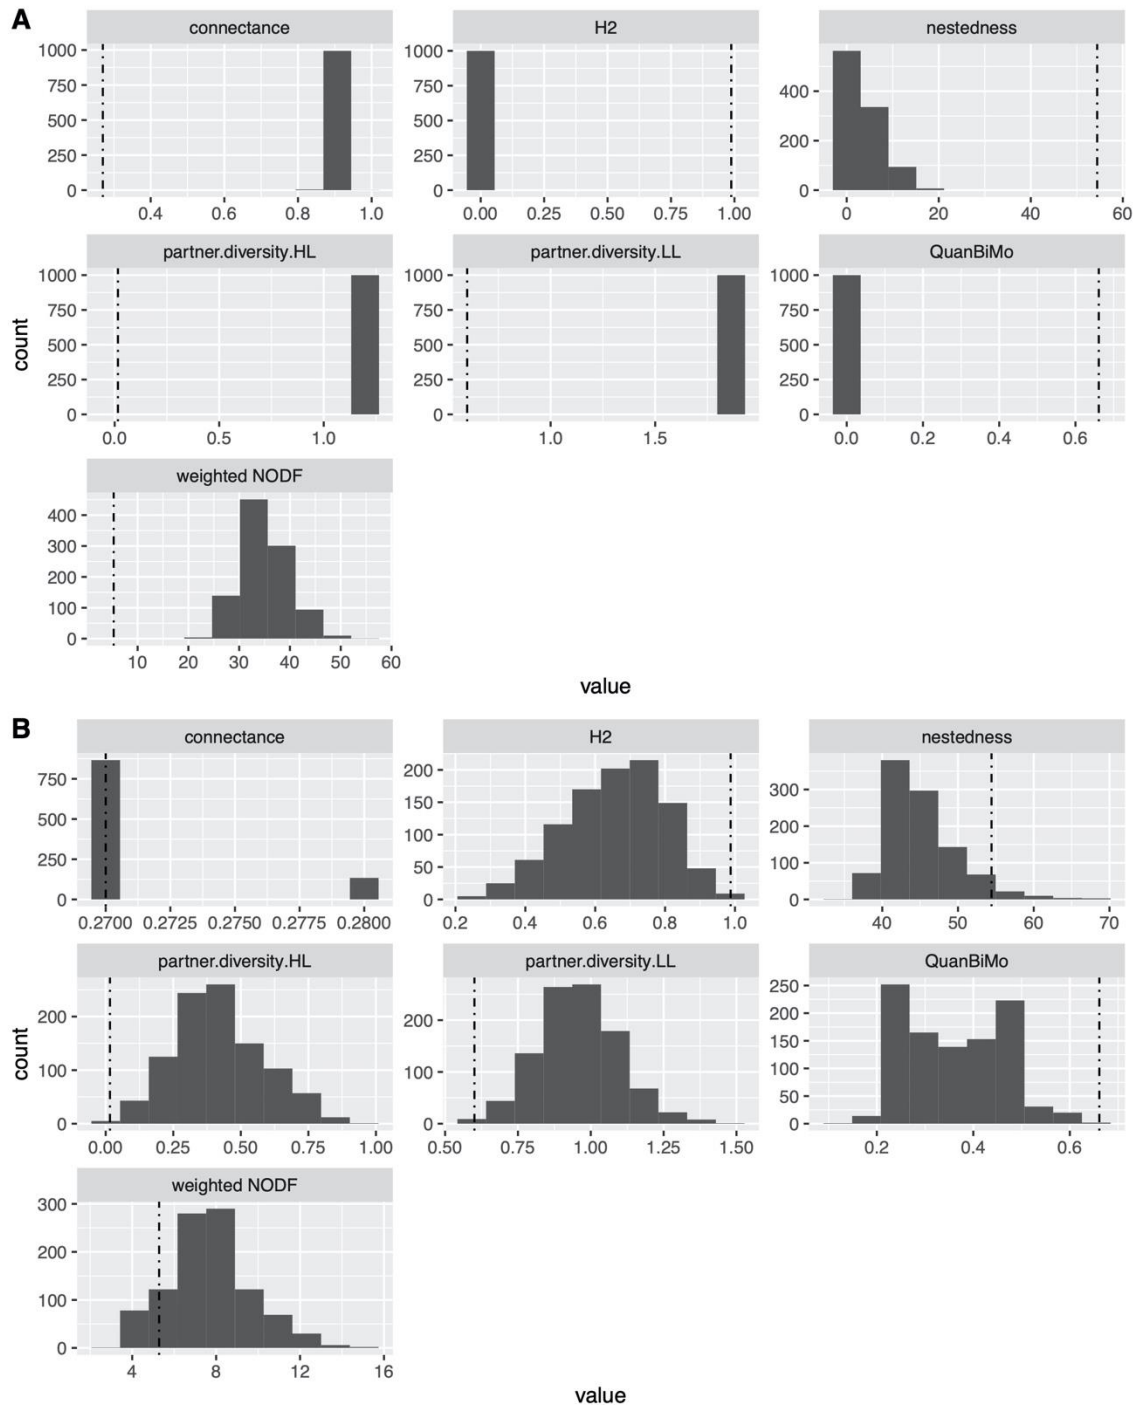 A
connectance H2 nestedness
1000 1000
750 750 400
500 500
250 250 200
0 0 0
0.4 0.6 0.8 1.0 0.00 0.25 0.50 0.75 1.00 0 20 40 60
partner.diversity.HL partner.diversity.LL QuanBiMo
1000 1000 1000
750 750 750
500 500 500
250 250 250
0 0 0
0.0 0.5 1.0 1.0 1.5 0.0 0.2 0.4 0.6
count
weighted NODF
400
300
200
100
0
10 20 30 40 50 60
value
B
connectance H2 nestedness
750 200 300
500 150 200
250 100 100
0 50 0
0
0.2700 0.2725 0.2750 0.2775 0.2800 0.2 0.4 0.6 0.8 1.0 40 50 60 70
partner.diversity.HL partner.diversity.LL QuanBiMo
200 200 250
100 100 200
0 0 150
100
50
0
0.00 0.25 0.50 0.75 1.00 0.50 0.75 1.00 1.25 1.50 0.2 0.4 0.6
count
weighted NODF
300
200
100
0
4 8 12 16
value